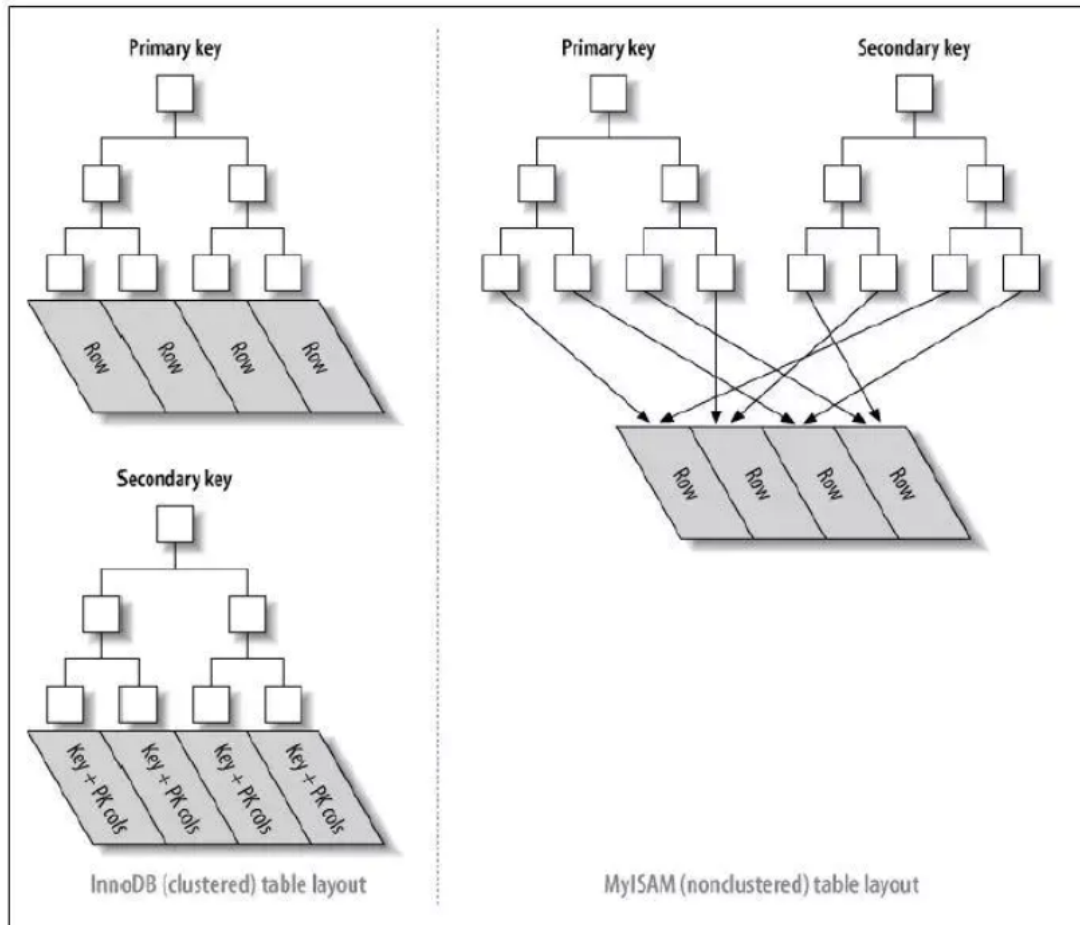 Primary key
Row
Row
Row
Row
Secondary key
Key + PK cols
Key + PK cols
Key + PK cols
Key + PK cols
InnoDB (clustered) table layout
Primary key
Secondary key
Row
Row
Row
Row
MyISAM (nonclustered) table layout